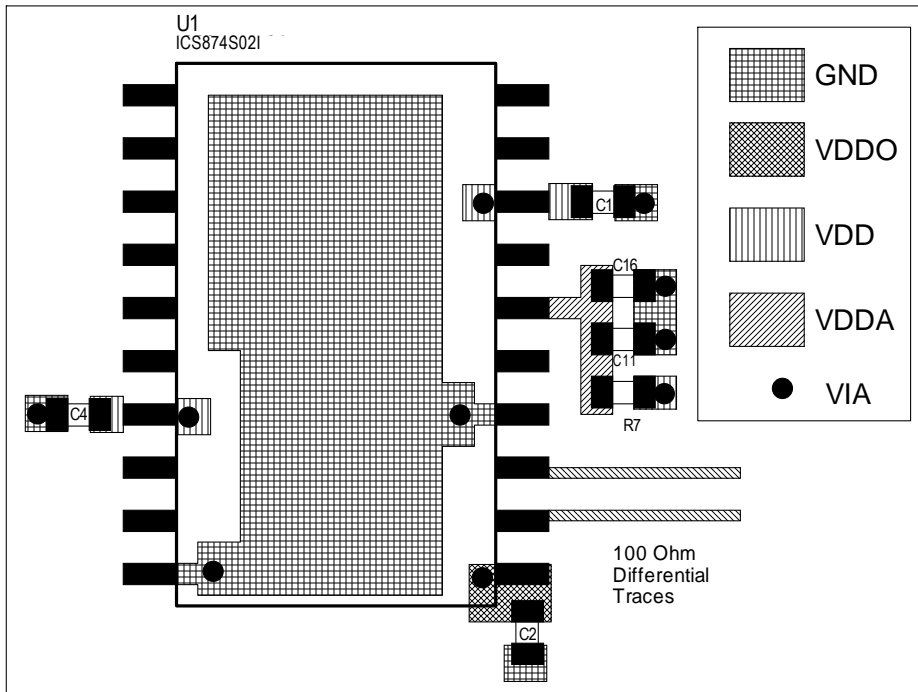 U1
ICS874S02I
GND
VDDO
VDD
VDDA
VIA
C1
C16
C11
R7
C4
100 Ohm
Differential
Traces
C2